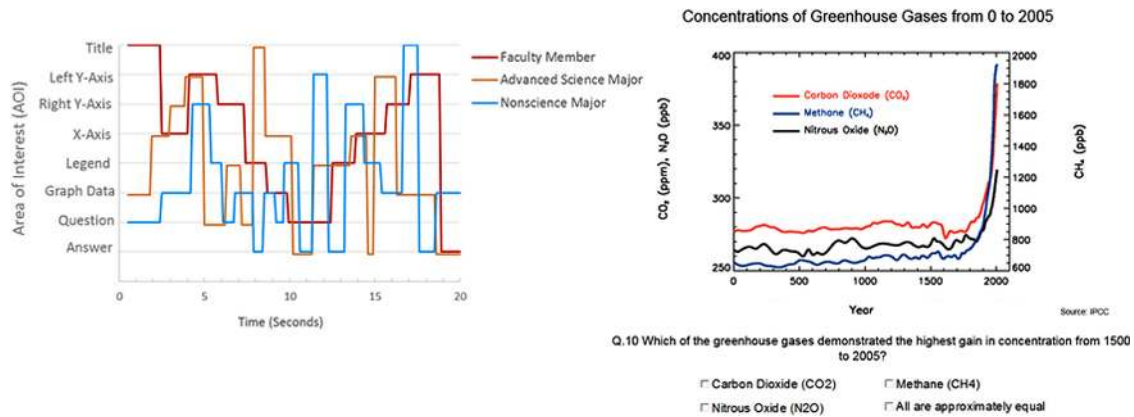 Title
Left Y-Axis
Right Y-Axis
X-Axis
Legend
Graph Data
Question
Answer
Area of Interest (AOI)
0
5
10
15
20
Time (Seconds)
Faculty Member
Advanced Science Major
Nonscience Major
Concentrations of Greenhouse Gases from 0 to 2005
400
350
300
250
CO₂ (ppm), N₂O (ppb)
Carbon Dioxode (CO₂)
Methane (CH₄)
Nitrous Oxide (N₂O)
2000
1800
1600
1400
1200
1000
800
600
CH₄ (ppb)
0
500
1000
1500
2000
Year
Source: IPCC
Q.10 Which of the greenhouse gases demonstrated the highest gain in concentration from 1500
to 2005?
Carbon Dioxide (CO2)
Methane (CH4)
Nitrous Oxide (N2O)
All are approximately equal